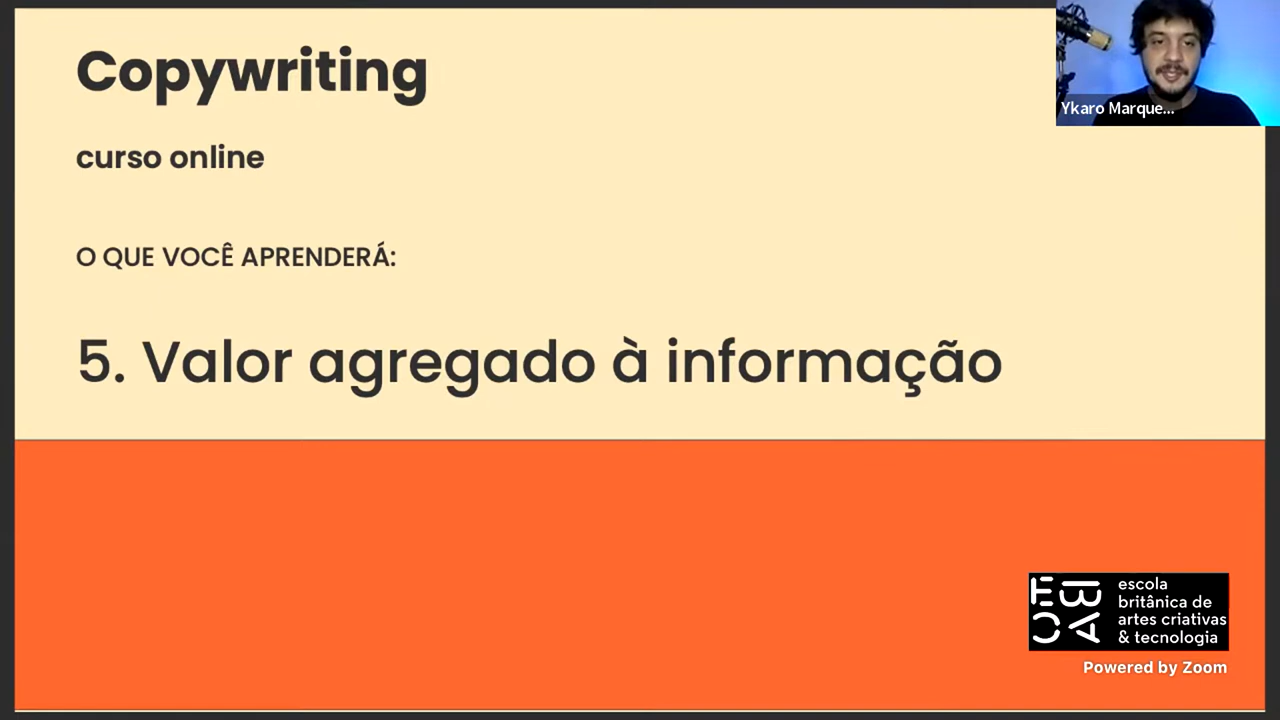 Copywriting
curso online
O QUE VOCÊ APRENDERÁ:
5. Valor agregado à informação
Ykaro Marque...
EBAC
escola
britânica de
artes criativas
& tecnologia
Powered by Zoom